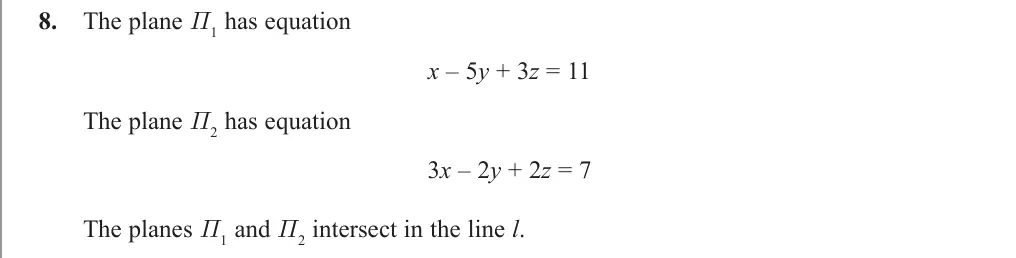 8. The plane Π₁ has equation
x – 5y + 3z = 11
The plane Π₂ has equation
3x – 2y + 2z = 7
The planes Π₁ and Π₂ intersect in the line l.